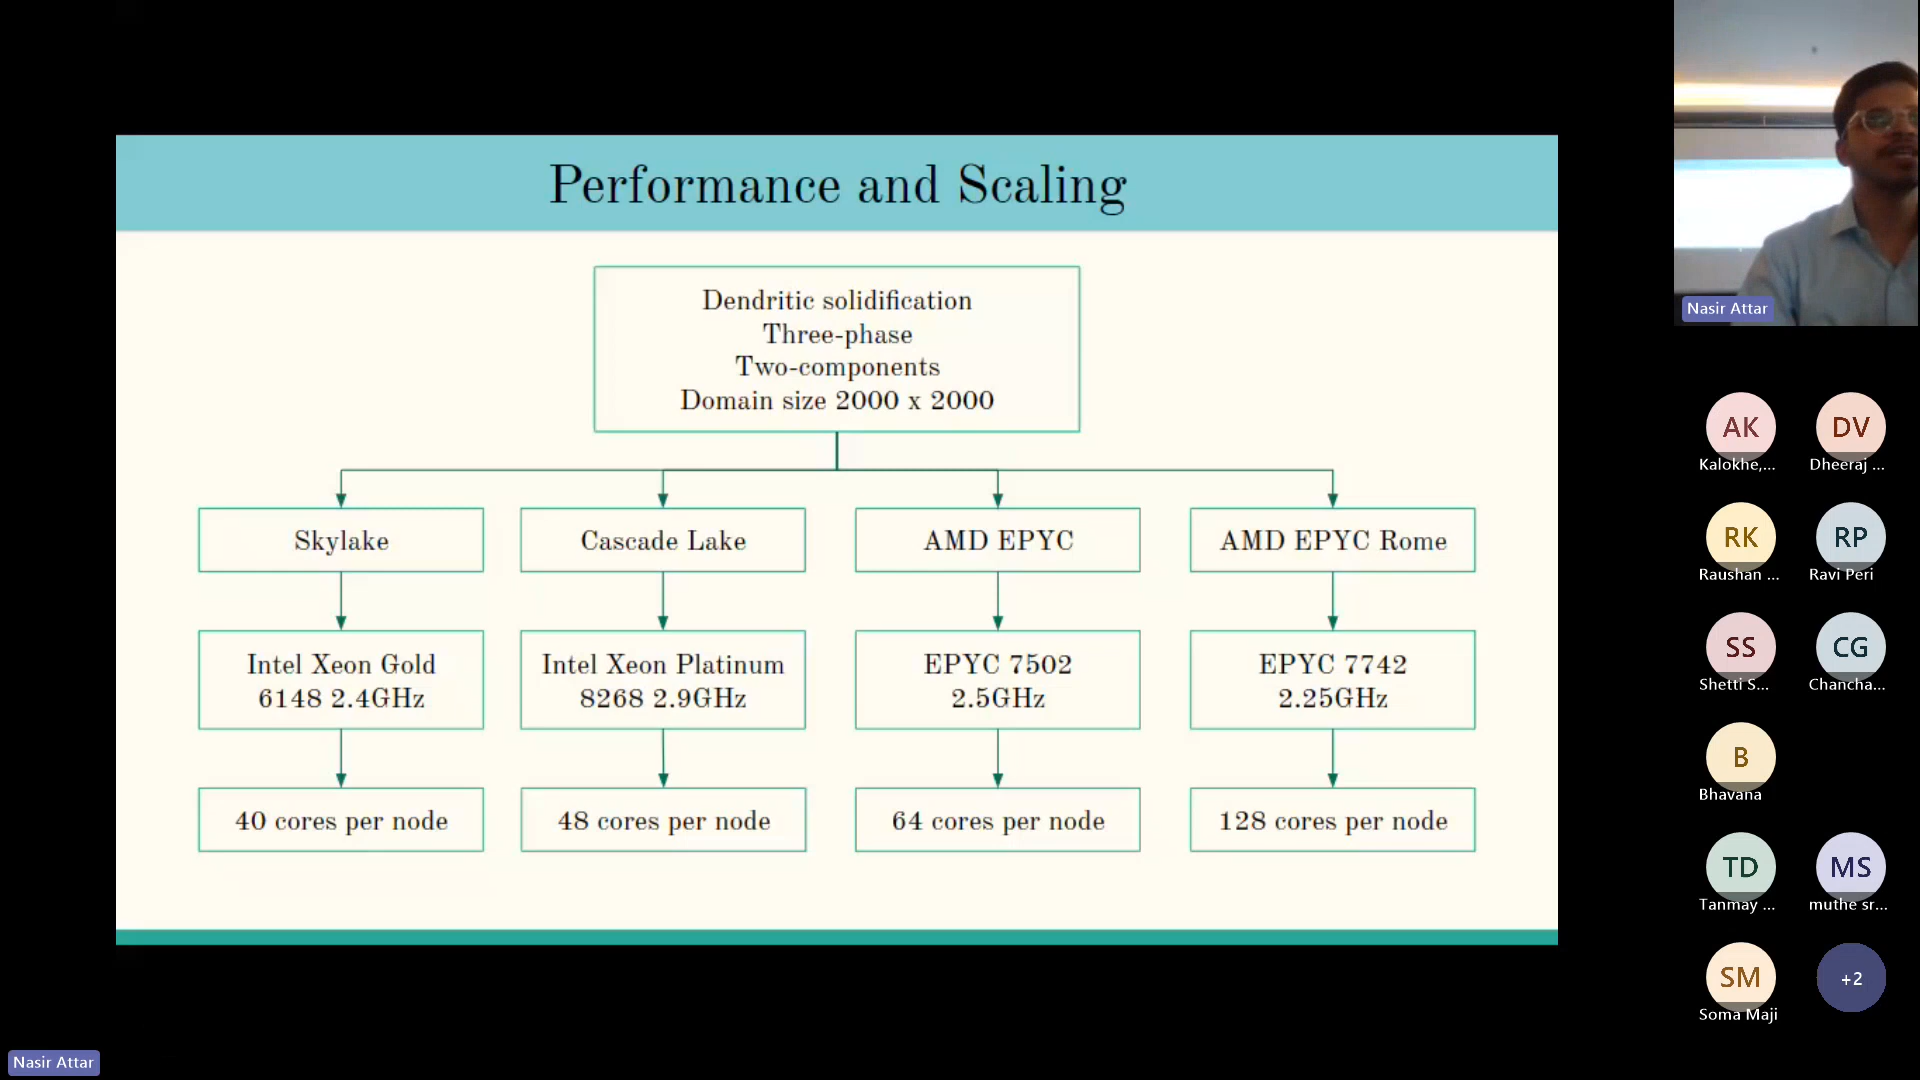 Performance and Scaling
Dendritic solidification
Three-phase
Two-components
Domain size 2000 x 2000
Skylake
Cascade Lake
AMD EPYC
AMD EPYC Rome
Intel Xeon Gold
6148 2.4GHz
Intel Xeon Platinum
8268 2.9GHz
EPYC 7502
2.5GHz
EPYC 7742
2.25GHz
40 cores per node
48 cores per node
64 cores per node
128 cores per node
Nasir Attar
AK
Kalokhe,...
DV
Dheeraj ...
RK
Raushan ...
RP
Ravi Peri
SS
Shetti S...
CG
Chancha...
B
Bhavana
TD
Tanmay ...
MS
muthe sr...
SM
Soma Maji
+2
Nasir Attar